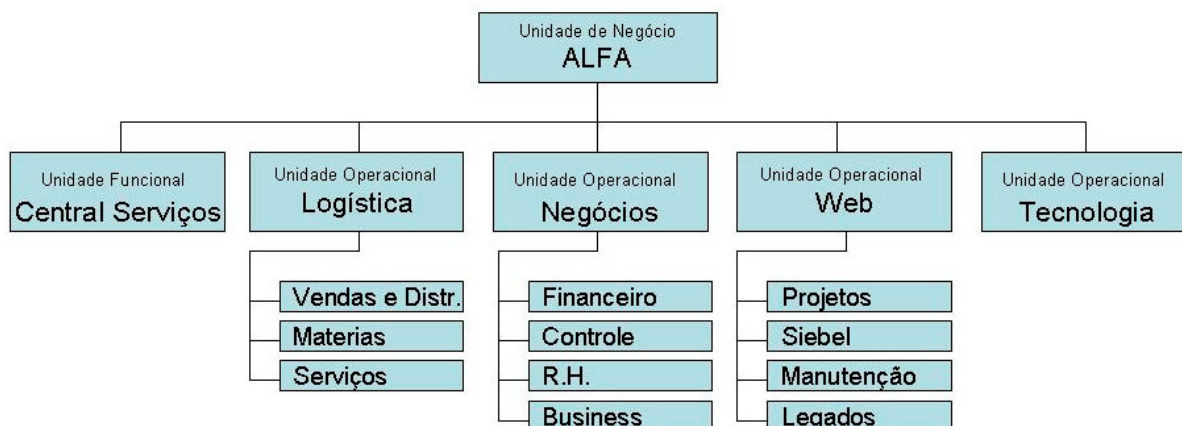 Unidade de Negócio
ALFA
Unidade Funcional
Central Serviços
Unidade Operacional
Logística
Unidade Operacional
Negócios
Unidade Operacional
Web
Unidade Operacional
Tecnologia
Vendas e Distr.
Materias
Serviços
Financeiro
Controle
R.H.
Business
Projetos
Siebel
Manutenção
Legados